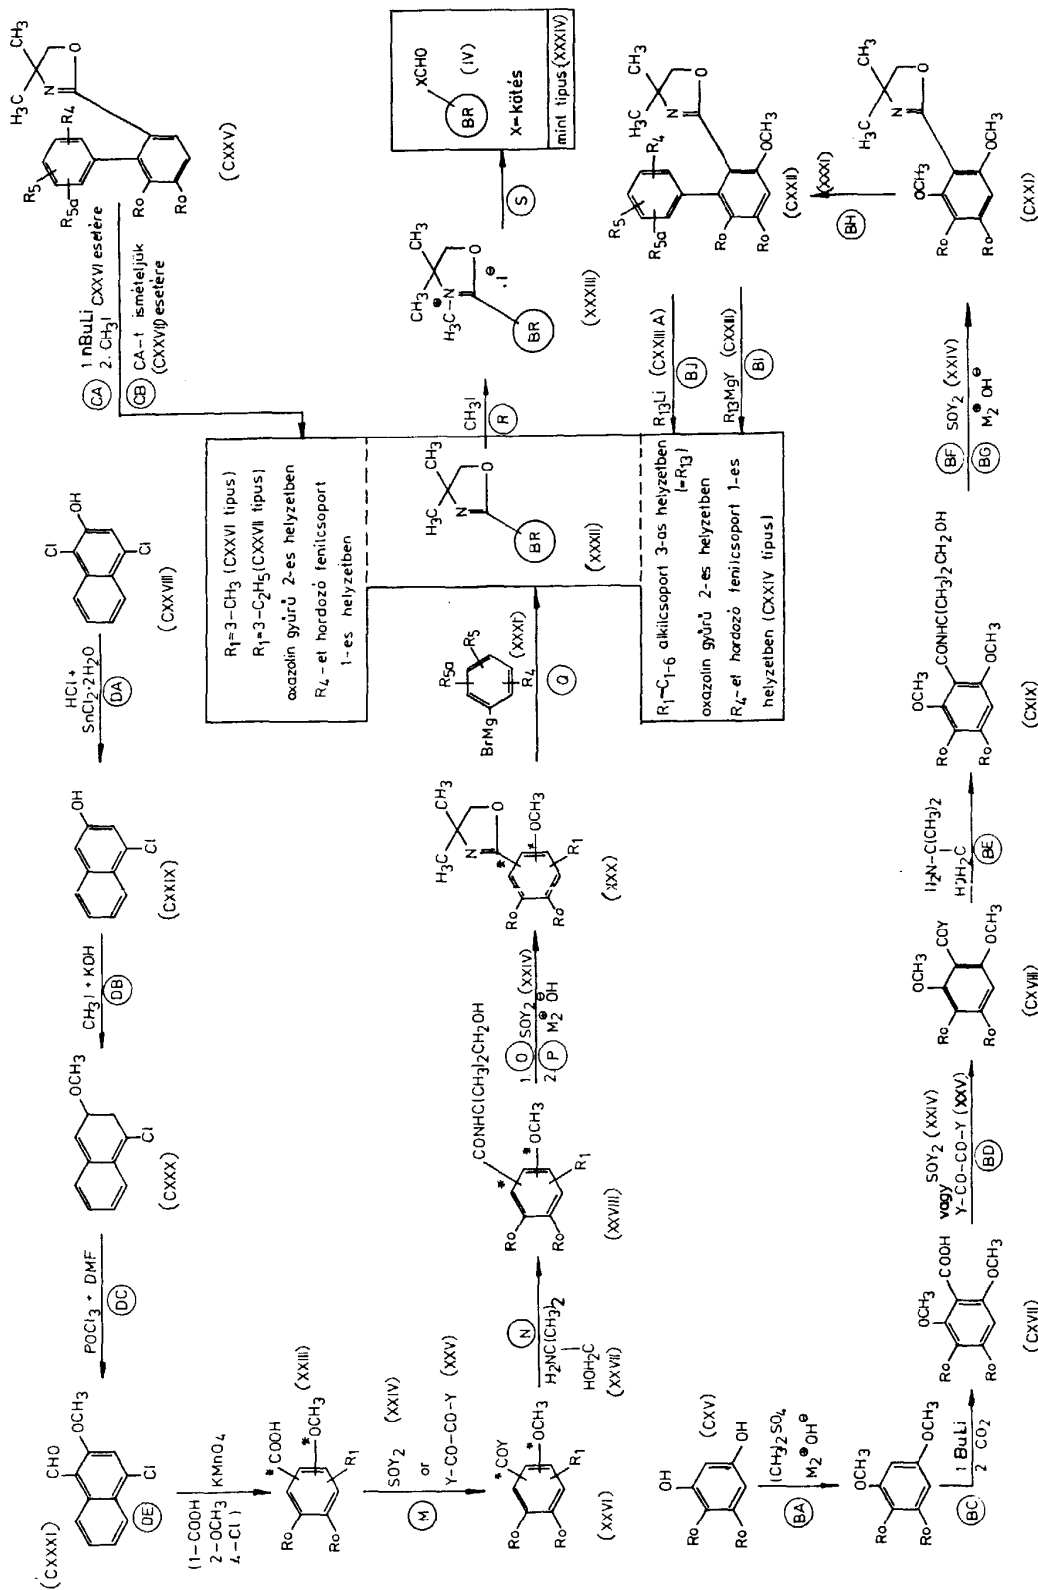 CH₃
H₃C
N
O
R₅
R₄
R₅ₐ
Ro
Ro
(CXXV)
CA
1. nBuLi
2. CH₃I
CXXVI esetére
CB
CA-t ismételjük
(CXXVII) esetére
R₁=3-CH₃ (CXXVI tipus)
R₁=3-C₂H₅ (CXXVII tipus)
oxazolin gyűrű 2-es helyzetben
R₄-et hordozó fenilcsoport
1-es helyzetben
XCHO
BR
(IV)
X=kötés
mint tipus (XXXIV)
S
CH₃
CH₃
H₃C-N
⊕
O
.I⊖
BR
(XXXIII)
CH₃I
R
H₃C
CH₃
N
O
BR
(XXXII)
CH₃
H₃C
N
O
R₅
R₄
R₅ₐ
OCH₃
Ro
Ro
(CXXII)
(XXXI)
BH
CH₃
H₃C
N
O
OCH₃
OCH₃
Ro
Ro
(CXXI)
R₁₃Li (CXXIII A)
BJ
R₁₃MgY (CXXIII)
BI
R₁=C₁₋₆ alkilcsoport 3-as helyzetben
(=R₁₃)
oxazolin gyűrű 2-es helyzetben
R₄-et hordozó fenilcsoport 1-es
helyzetben (CXXIV tipus)
BF
SOY₂ (XXIV)
BG
M₂⊕ OH⊖
OH
Cl
Cl
(CXXVIII)
HCl +
SnCl₂·2H₂O
DA
OH
Cl
(CXXIX)
CH₃I + KOH
DB
OCH₃
Cl
(CXXX)
POCl₃ + DMF
DC
CHO
OCH₃
Cl
(CXXXI)
DE
KMnO₄
(1-COOH
2-OCH₃
4-Cl)
*COOH
*OCH₃
R₁
Ro
Ro
(XXIII)
SOY₂ (XXIV)
or
Y-CO-CO-Y (XXV)
M
*COY
*OCH₃
R₁
Ro
Ro
(XXVI)
N
H₂NC(CH₃)₂
HOH₂C
(XXVII)
CONHC(CH₃)₂CH₂OH
*
*
OCH₃
R₁
Ro
Ro
(XXVIII)
1. O SOY₂ (XXIV)
2. P M₂⊕ OH⊖
H₃C
CH₃
N
O
*
*
OCH₃
R₁
Ro
Ro
(XXX)
BrMg
R₅ₐ
R₅
R₄
(XXXI)
Q
OH
OH
Ro
Ro
(CXV)
BA
(CH₃)₂SO₄
M₂⊕OH⊖
OCH₃
OCH₃
Ro
Ro
BC
1 BuLi
2 CO₂
OCH₃
COOH
OCH₃
Ro
Ro
(CXVII)
SOY₂ (XXIV)
vagy
Y-CO-CO-Y (XXV)
BD
OCH₃
COY
OCH₃
Ro
Ro
(CXVIII)
H₂N-C(CH₃)₂
HOH₂C
BE
CONHC(CH₃)₂CH₂OH
OCH₃
OCH₃
Ro
Ro
(CXIX)